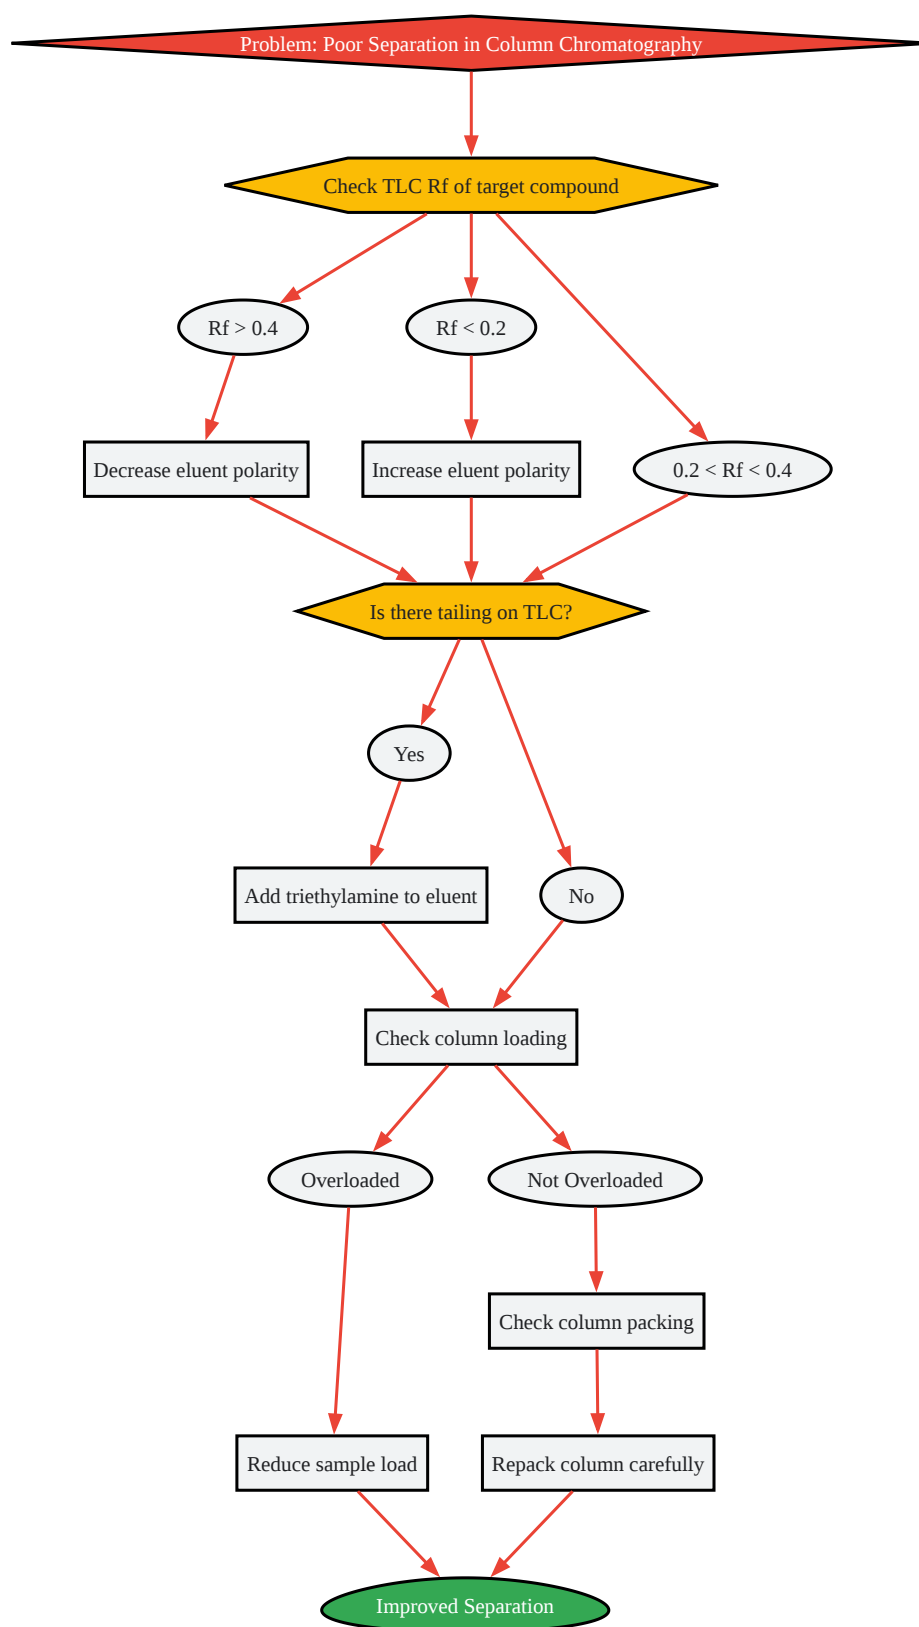 Problem: Poor Separation in Column Chromatography
Check TLC Rf of target compound
Rf > 0.4
Rf < 0.2
Decrease eluent polarity
Increase eluent polarity
0.2 < Rf < 0.4
Is there tailing on TLC?
Yes
Add triethylamine to eluent
No
Check column loading
Overloaded
Not Overloaded
Check column packing
Reduce sample load
Repack column carefully
Improved Separation